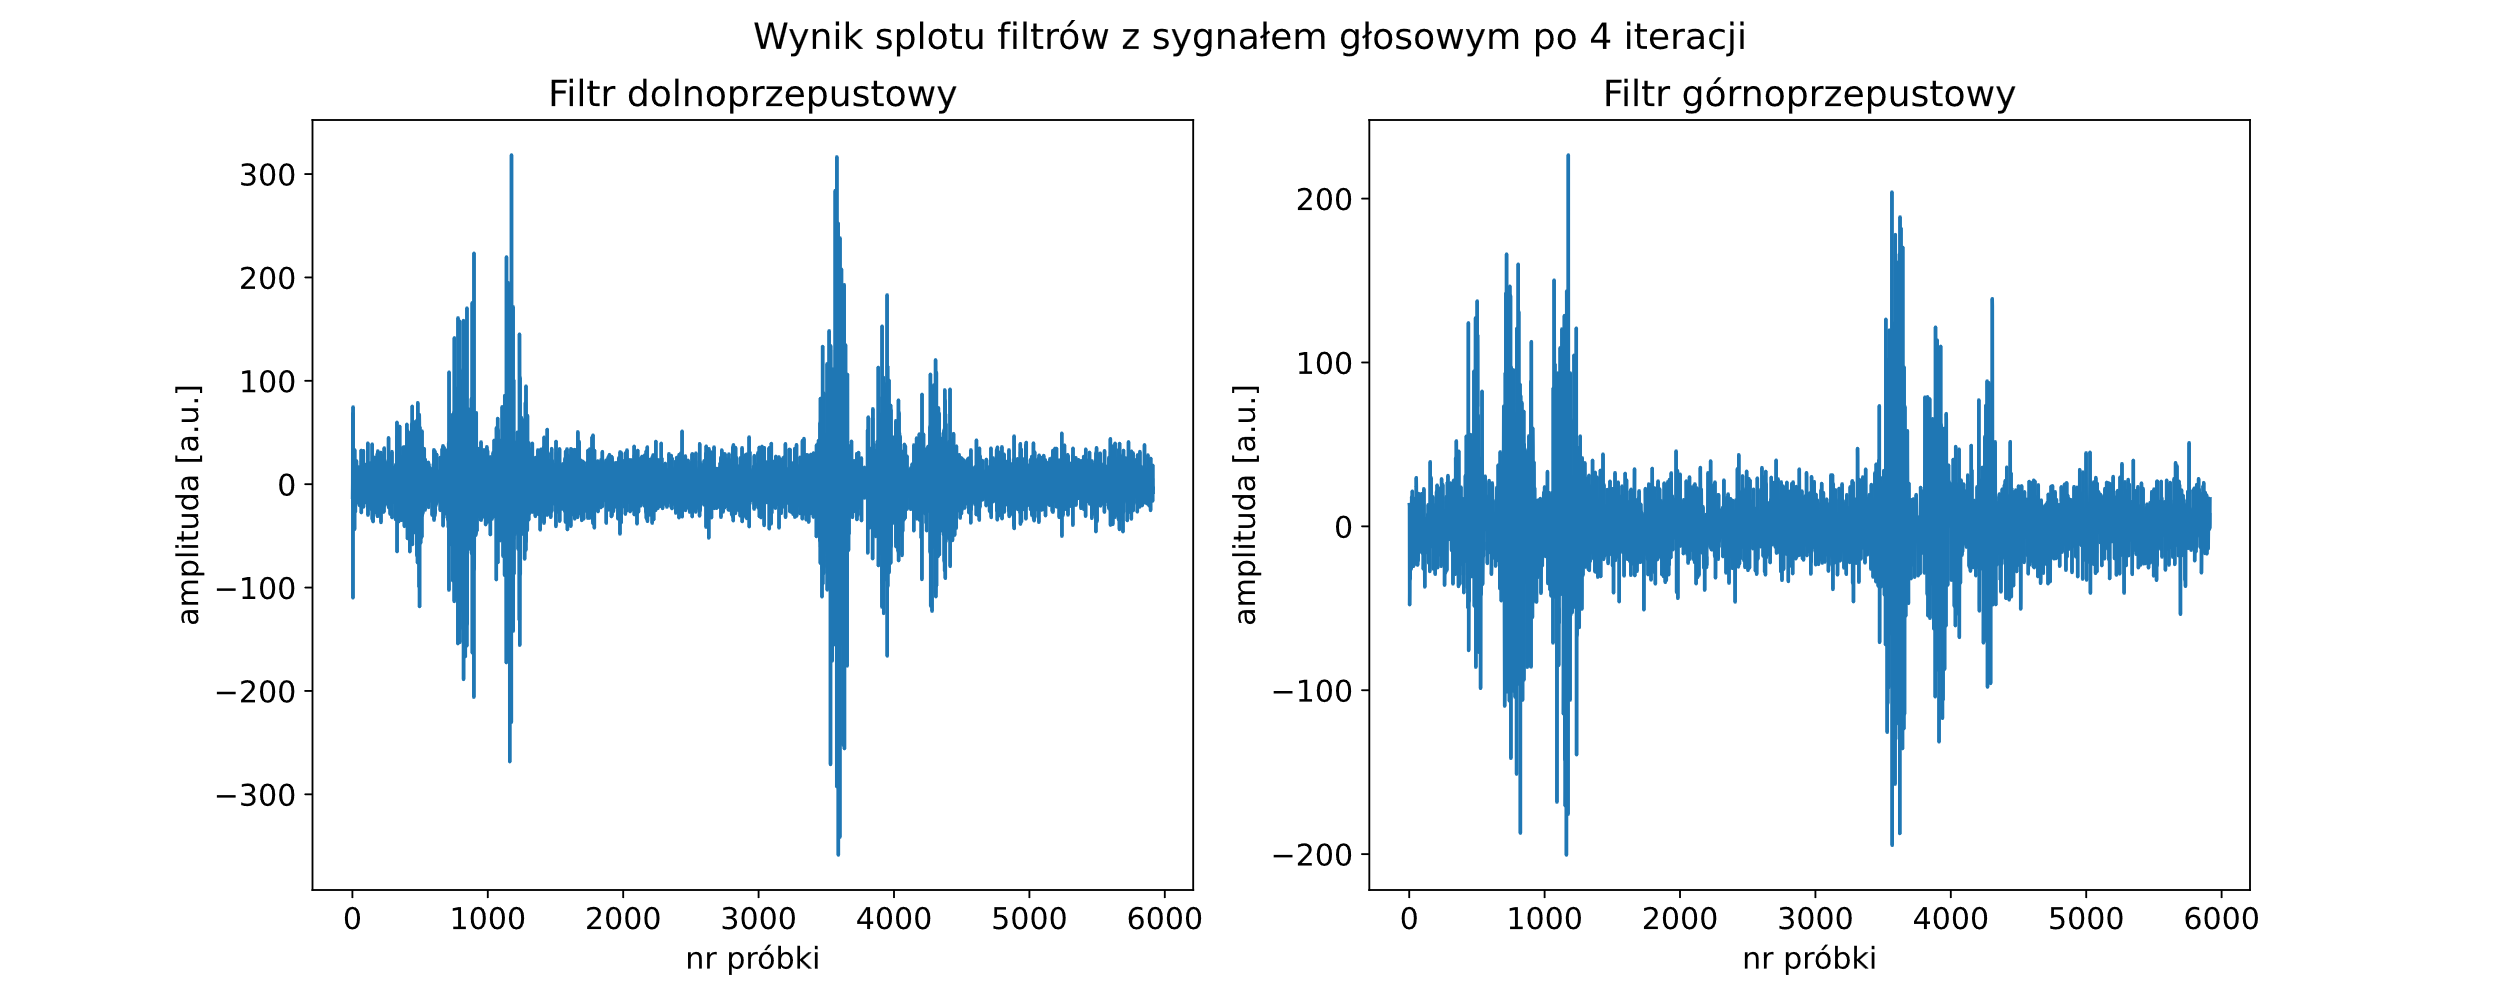 Wynik splotu filtrów z sygnałem głosowym po 4 iteracji
Filtr dolnoprzepustowy
300
200
100
0
−100
−200
−300
amplituda [a.u.]
0 1000 2000 3000 4000 5000 6000
nr próbki
Filtr górnoprzepustowy
200
100
0
−100
−200
amplituda [a.u.]
0 1000 2000 3000 4000 5000 6000
nr próbki